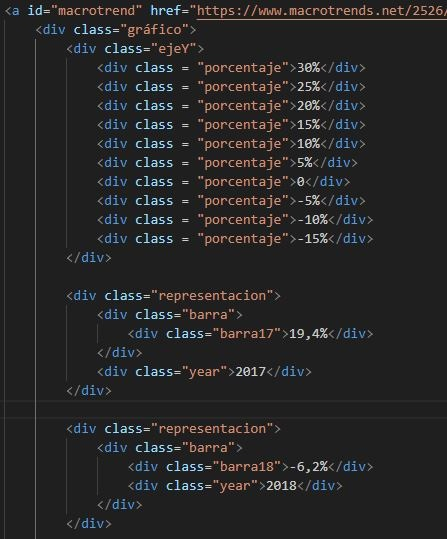 <a id="macrotrend" href="https://www.macrotrends.net/2526/
<div class="gráfico">
<div class="ejeY">
<div class = "porcentaje">30%</div>
<div class = "porcentaje">25%</div>
<div class = "porcentaje">20%</div>
<div class = "porcentaje">15%</div>
<div class = "porcentaje">10%</div>
<div class = "porcentaje">5%</div>
<div class = "porcentaje">0</div>
<div class = "porcentaje">-5%</div>
<div class = "porcentaje">-10%</div>
<div class = "porcentaje">-15%</div>
</div>
<div class="representacion">
<div class="barra">
<div class="barra17">19,4%</div>
</div>
<div class="year">2017</div>
</div>
<div class="representacion">
<div class="barra">
<div class="barra18">-6,2%</div>
<div class="year">2018</div>
</div>
</div>